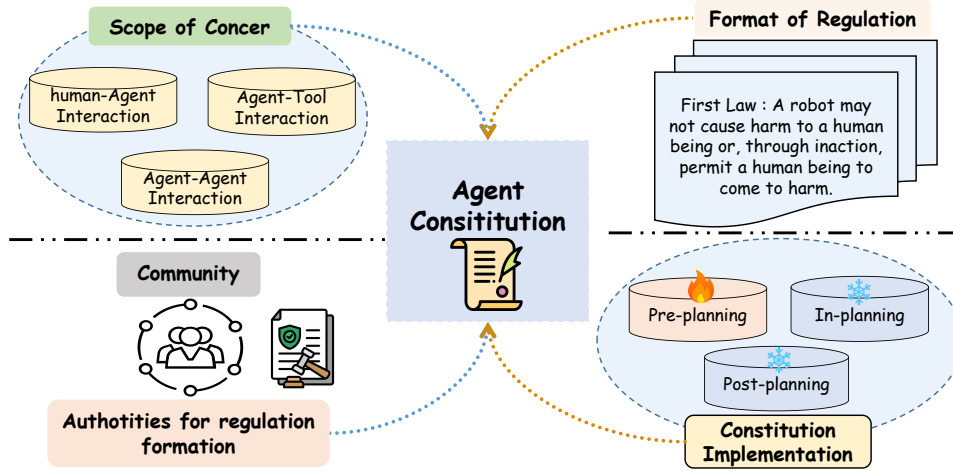 Scope of Concer
human-Agent
Interaction
Agent-Tool
Interaction
Agent-Agent
Interaction
Format of Regulation
First Law : A robot may
not cause harm to a human
being or, through inaction,
permit a human being to
come to harm.
Agent
Consititution
Community
Authotities for regulation
formation
Pre-planning
In-planning
Post-planning
Constitution
Implementation